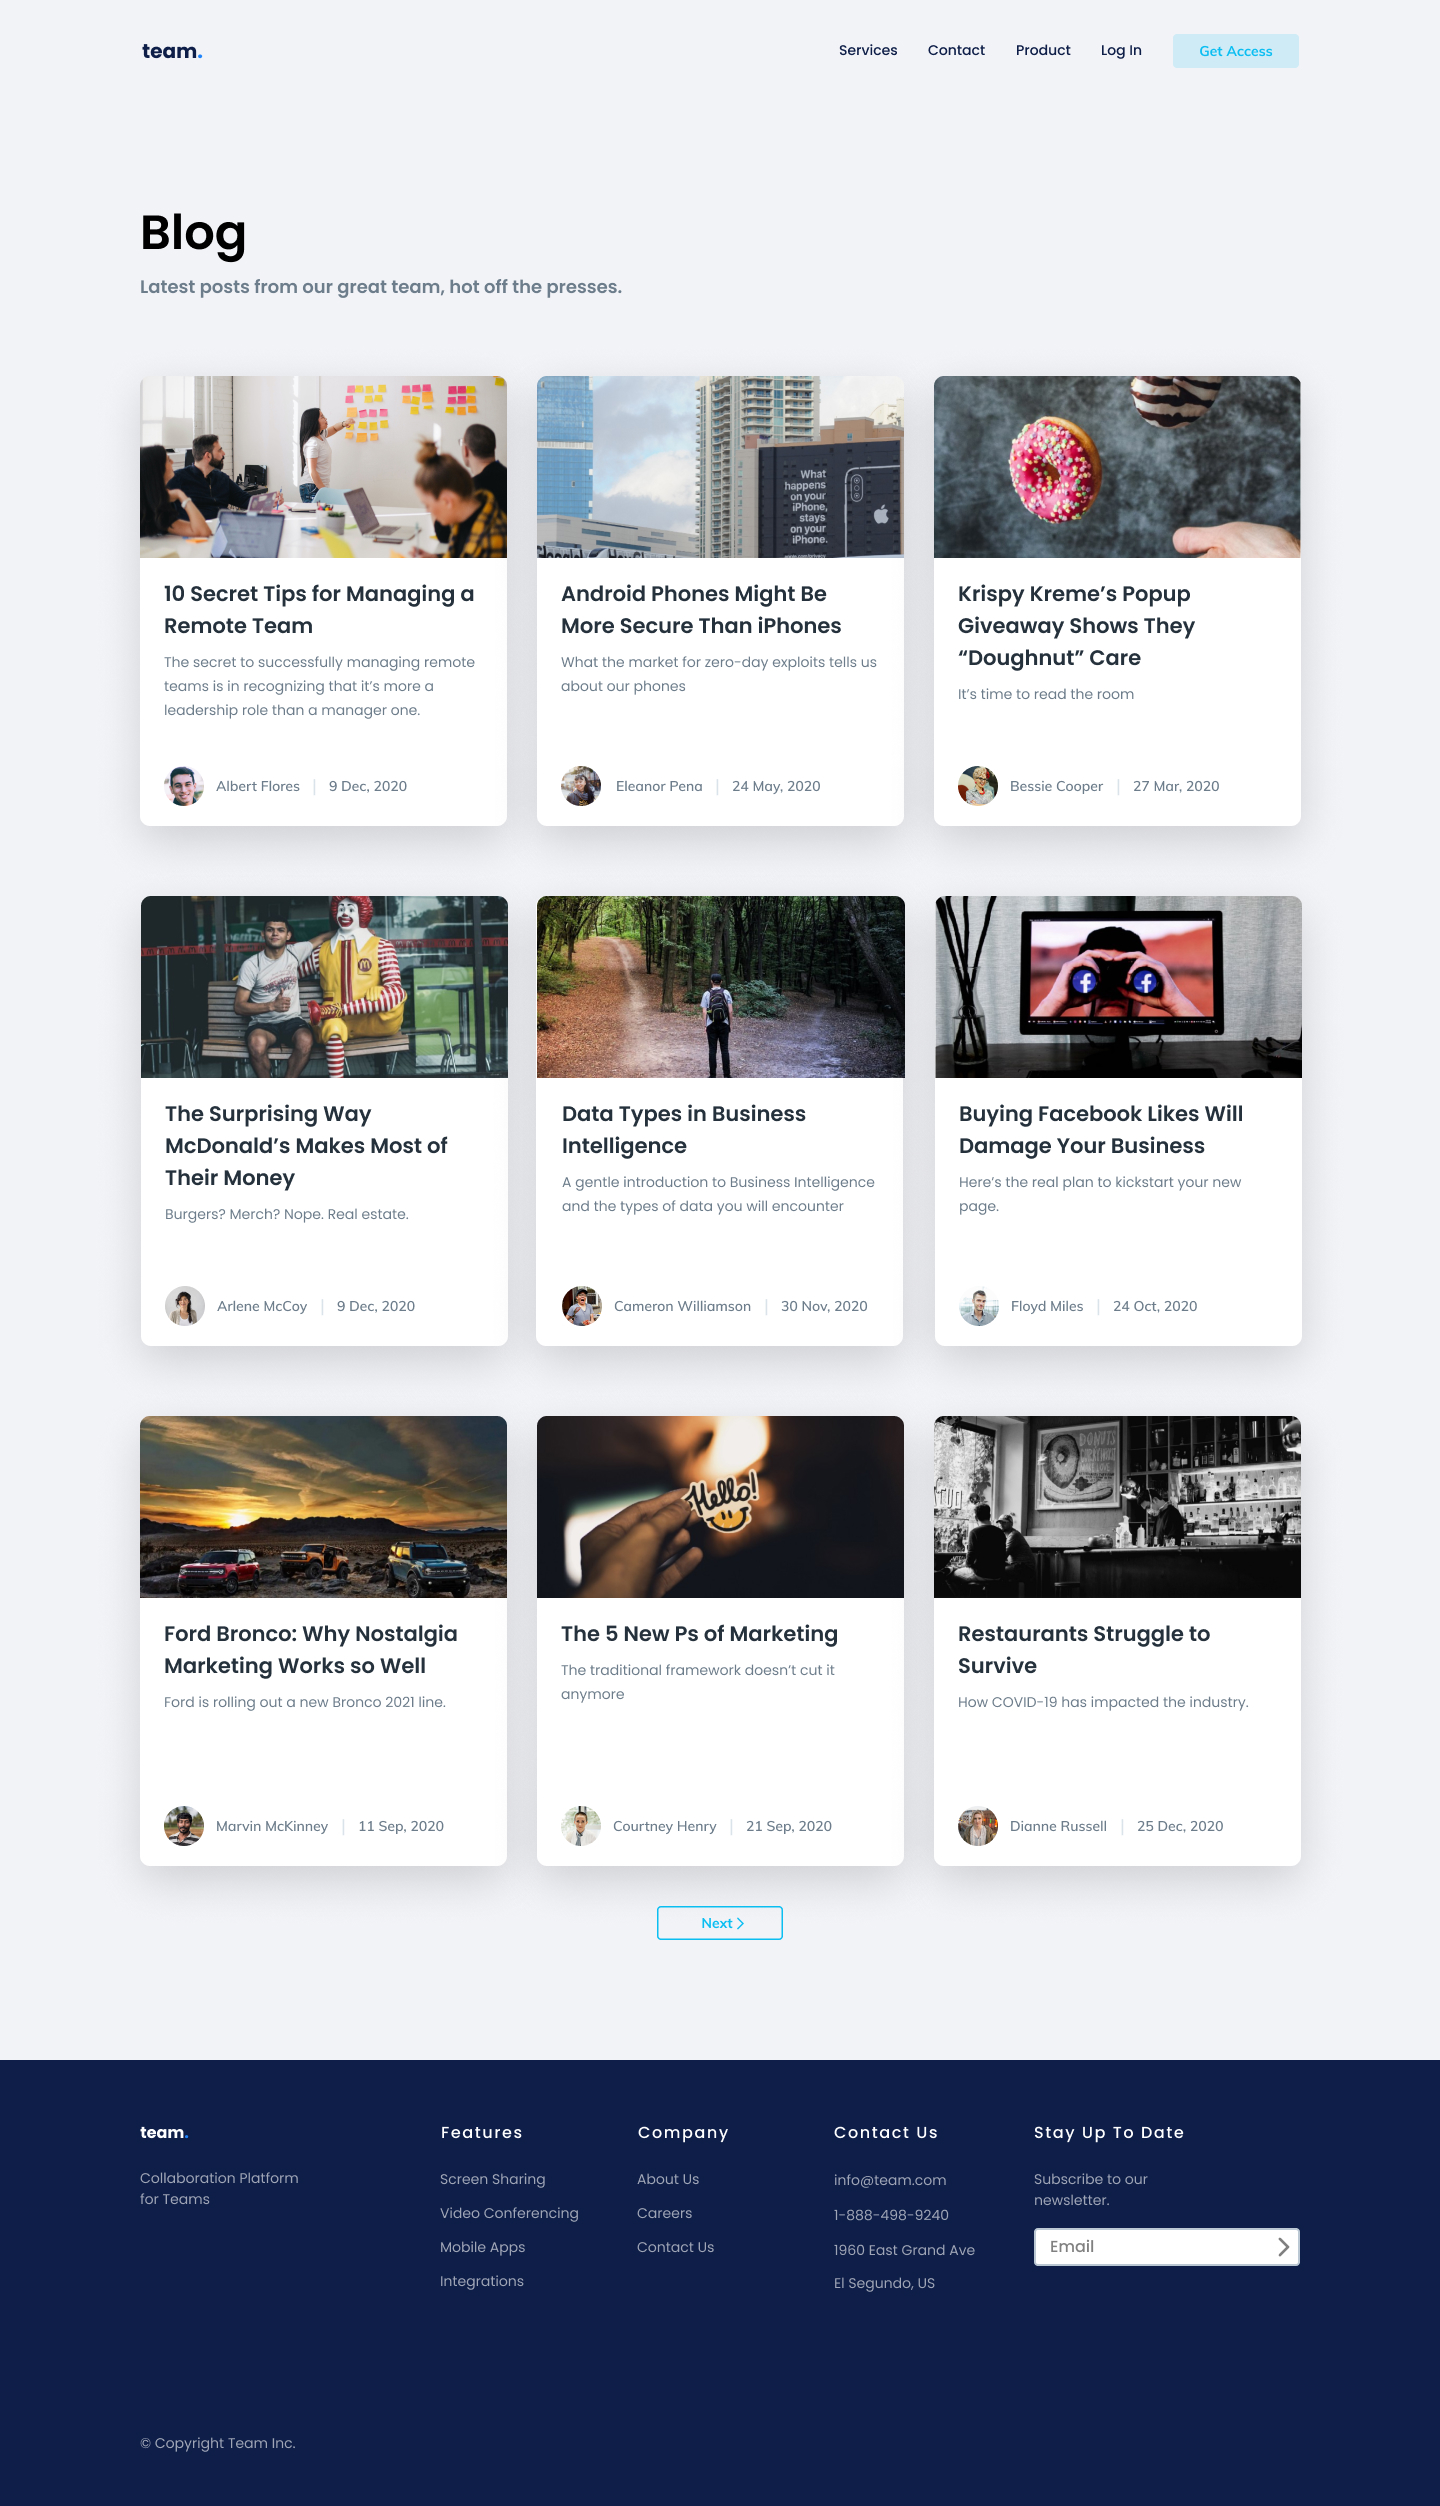 team.
Services Contact Product Log In Get Access
Blog
Latest posts from our great team, hot off the presses.
What
happens
on your
iPhone,
stays
on your
iPhone.
10 Secret Tips for Managing a
Remote Team
The secret to successfully managing remote
teams is in recognizing that it’s more a
leadership role than a manager one.
Albert Flores | 9 Dec, 2020
Android Phones Might Be
More Secure Than iPhones
What the market for zero-day exploits tells us
about our phones
Eleanor Pena | 24 May, 2020
Krispy Kreme’s Popup
Giveaway Shows They
“Doughnut” Care
It’s time to read the room
Bessie Cooper | 27 Mar, 2020
The Surprising Way
McDonald’s Makes Most of
Their Money
Burgers? Merch? Nope. Real estate.
Arlene McCoy | 9 Dec, 2020
Data Types in Business
Intelligence
A gentle introduction to Business Intelligence
and the types of data you will encounter
Cameron Williamson | 30 Nov, 2020
Buying Facebook Likes Will
Damage Your Business
Here’s the real plan to kickstart your new
page.
Floyd Miles | 24 Oct, 2020
Hello!
DONUTS
Ford Bronco: Why Nostalgia
Marketing Works so Well
Ford is rolling out a new Bronco 2021 line.
Marvin McKinney | 11 Sep, 2020
The 5 New Ps of Marketing
The traditional framework doesn’t cut it
anymore
Courtney Henry | 21 Sep, 2020
Restaurants Struggle to
Survive
How COVID-19 has impacted the industry.
Dianne Russell | 25 Dec, 2020
Next
team.
Collaboration Platform
for Teams
Features
Screen Sharing
Video Conferencing
Mobile Apps
Integrations
Company
About Us
Careers
Contact Us
Contact Us
info@team.com
1-888-498-9240
1960 East Grand Ave
El Segundo, US
Stay Up To Date
Subscribe to our
newsletter.
Email
© Copyright Team Inc.